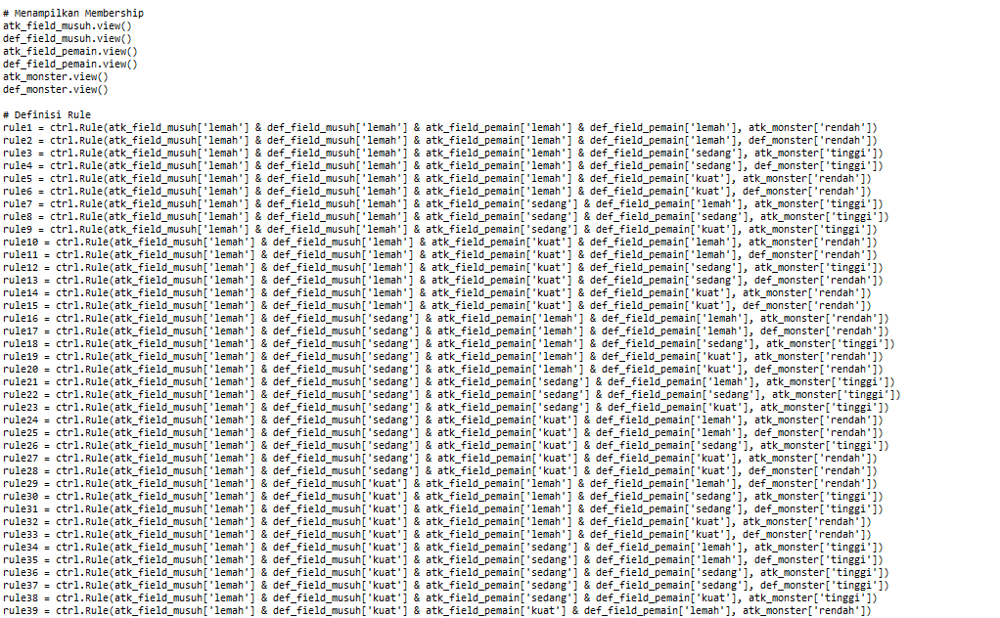 # Menampilkan Membership
atk_field_musuh.view()
def_field_musuh.view()
atk_field_pemain.view()
def_field_pemain.view()
atk_monster.view()
def_monster.view()

# Definisi Rule
rule1 = ctrl.Rule(atk_field_musuh['lemah'] & def_field_musuh['lemah'] & atk_field_pemain['lemah'] & def_field_pemain['lemah'], atk_monster['rendah'])
rule2 = ctrl.Rule(atk_field_musuh['lemah'] & def_field_musuh['lemah'] & atk_field_pemain['lemah'] & def_field_pemain['lemah'], def_monster['rendah'])
rule3 = ctrl.Rule(atk_field_musuh['lemah'] & def_field_musuh['lemah'] & atk_field_pemain['lemah'] & def_field_pemain['sedang'], atk_monster['tinggi'])
rule4 = ctrl.Rule(atk_field_musuh['lemah'] & def_field_musuh['lemah'] & atk_field_pemain['lemah'] & def_field_pemain['sedang'], def_monster['tinggi'])
rule5 = ctrl.Rule(atk_field_musuh['lemah'] & def_field_musuh['lemah'] & atk_field_pemain['lemah'] & def_field_pemain['kuat'], atk_monster['rendah'])
rule6 = ctrl.Rule(atk_field_musuh['lemah'] & def_field_musuh['lemah'] & atk_field_pemain['lemah'] & def_field_pemain['kuat'], def_monster['rendah'])
rule7 = ctrl.Rule(atk_field_musuh['lemah'] & def_field_musuh['lemah'] & atk_field_pemain['sedang'] & def_field_pemain['lemah'], atk_monster['tinggi'])
rule8 = ctrl.Rule(atk_field_musuh['lemah'] & def_field_musuh['lemah'] & atk_field_pemain['sedang'] & def_field_pemain['sedang'], atk_monster['tinggi'])
rule9 = ctrl.Rule(atk_field_musuh['lemah'] & def_field_musuh['lemah'] & atk_field_pemain['sedang'] & def_field_pemain['kuat'], atk_monster['tinggi'])
rule10 = ctrl.Rule(atk_field_musuh['lemah'] & def_field_musuh['lemah'] & atk_field_pemain['kuat'] & def_field_pemain['lemah'], atk_monster['rendah'])
rule11 = ctrl.Rule(atk_field_musuh['lemah'] & def_field_musuh['lemah'] & atk_field_pemain['kuat'] & def_field_pemain['lemah'], def_monster['rendah'])
rule12 = ctrl.Rule(atk_field_musuh['lemah'] & def_field_musuh['lemah'] & atk_field_pemain['kuat'] & def_field_pemain['sedang'], atk_monster['tinggi'])
rule13 = ctrl.Rule(atk_field_musuh['lemah'] & def_field_musuh['lemah'] & atk_field_pemain['kuat'] & def_field_pemain['sedang'], def_monster['rendah'])
rule14 = ctrl.Rule(atk_field_musuh['lemah'] & def_field_musuh['lemah'] & atk_field_pemain['kuat'] & def_field_pemain['kuat'], atk_monster['rendah'])
rule15 = ctrl.Rule(atk_field_musuh['lemah'] & def_field_musuh['lemah'] & atk_field_pemain['kuat'] & def_field_pemain['kuat'], def_monster['rendah'])
rule16 = ctrl.Rule(atk_field_musuh['lemah'] & def_field_musuh['sedang'] & atk_field_pemain['lemah'] & def_field_pemain['lemah'], atk_monster['rendah'])
rule17 = ctrl.Rule(atk_field_musuh['lemah'] & def_field_musuh['sedang'] & atk_field_pemain['lemah'] & def_field_pemain['lemah'], def_monster['rendah'])
rule18 = ctrl.Rule(atk_field_musuh['lemah'] & def_field_musuh['sedang'] & atk_field_pemain['lemah'] & def_field_pemain['sedang'], atk_monster['tinggi'])
rule19 = ctrl.Rule(atk_field_musuh['lemah'] & def_field_musuh['sedang'] & atk_field_pemain['lemah'] & def_field_pemain['kuat'], atk_monster['rendah'])
rule20 = ctrl.Rule(atk_field_musuh['lemah'] & def_field_musuh['sedang'] & atk_field_pemain['lemah'] & def_field_pemain['kuat'], def_monster['rendah'])
rule21 = ctrl.Rule(atk_field_musuh['lemah'] & def_field_musuh['sedang'] & atk_field_pemain['sedang'] & def_field_pemain['lemah'], atk_monster['tinggi'])
rule22 = ctrl.Rule(atk_field_musuh['lemah'] & def_field_musuh['sedang'] & atk_field_pemain['sedang'] & def_field_pemain['sedang'], atk_monster['tinggi'])
rule23 = ctrl.Rule(atk_field_musuh['lemah'] & def_field_musuh['sedang'] & atk_field_pemain['sedang'] & def_field_pemain['kuat'], atk_monster['tinggi'])
rule24 = ctrl.Rule(atk_field_musuh['lemah'] & def_field_musuh['sedang'] & atk_field_pemain['kuat'] & def_field_pemain['lemah'], atk_monster['rendah'])
rule25 = ctrl.Rule(atk_field_musuh['lemah'] & def_field_musuh['sedang'] & atk_field_pemain['kuat'] & def_field_pemain['lemah'], def_monster['rendah'])
rule26 = ctrl.Rule(atk_field_musuh['lemah'] & def_field_musuh['sedang'] & atk_field_pemain['kuat'] & def_field_pemain['sedang'], atk_monster['tinggi'])
rule27 = ctrl.Rule(atk_field_musuh['lemah'] & def_field_musuh['sedang'] & atk_field_pemain['kuat'] & def_field_pemain['kuat'], atk_monster['rendah'])
rule28 = ctrl.Rule(atk_field_musuh['lemah'] & def_field_musuh['sedang'] & atk_field_pemain['kuat'] & def_field_pemain['kuat'], def_monster['rendah'])
rule29 = ctrl.Rule(atk_field_musuh['lemah'] & def_field_musuh['kuat'] & atk_field_pemain['lemah'] & def_field_pemain['lemah'], def_monster['rendah'])
rule30 = ctrl.Rule(atk_field_musuh['lemah'] & def_field_musuh['kuat'] & atk_field_pemain['lemah'] & def_field_pemain['sedang'], atk_monster['tinggi'])
rule31 = ctrl.Rule(atk_field_musuh['lemah'] & def_field_musuh['kuat'] & atk_field_pemain['lemah'] & def_field_pemain['sedang'], def_monster['tinggi'])
rule32 = ctrl.Rule(atk_field_musuh['lemah'] & def_field_musuh['kuat'] & atk_field_pemain['lemah'] & def_field_pemain['kuat'], atk_monster['rendah'])
rule33 = ctrl.Rule(atk_field_musuh['lemah'] & def_field_musuh['kuat'] & atk_field_pemain['lemah'] & def_field_pemain['kuat'], def_monster['rendah'])
rule34 = ctrl.Rule(atk_field_musuh['lemah'] & def_field_musuh['kuat'] & atk_field_pemain['sedang'] & def_field_pemain['lemah'], atk_monster['tinggi'])
rule35 = ctrl.Rule(atk_field_musuh['lemah'] & def_field_musuh['kuat'] & atk_field_pemain['sedang'] & def_field_pemain['lemah'], def_monster['tinggi'])
rule36 = ctrl.Rule(atk_field_musuh['lemah'] & def_field_musuh['kuat'] & atk_field_pemain['sedang'] & def_field_pemain['sedang'], atk_monster['tinggi'])
rule37 = ctrl.Rule(atk_field_musuh['lemah'] & def_field_musuh['kuat'] & atk_field_pemain['sedang'] & def_field_pemain['sedang'], def_monster['tinggi'])
rule38 = ctrl.Rule(atk_field_musuh['lemah'] & def_field_musuh['kuat'] & atk_field_pemain['sedang'] & def_field_pemain['kuat'], atk_monster['tinggi'])
rule39 = ctrl.Rule(atk_field_musuh['lemah'] & def_field_musuh['kuat'] & atk_field_pemain['kuat'] & def_field_pemain['lemah'], atk_monster['rendah'])